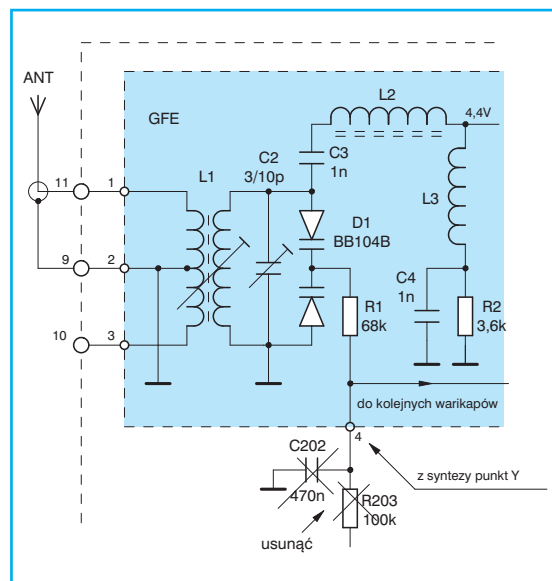 ANT
GFE
L2
4,4V
C3
1n
C2
3/10p
L1
11
1
L3
D1
BB104B
9
2
C4
1n
R1
68k
R2
3,6k
10
3
do kolejnych warikapów
4
C202
470n
z syntezy punkt Y
R203
100k
usunąć